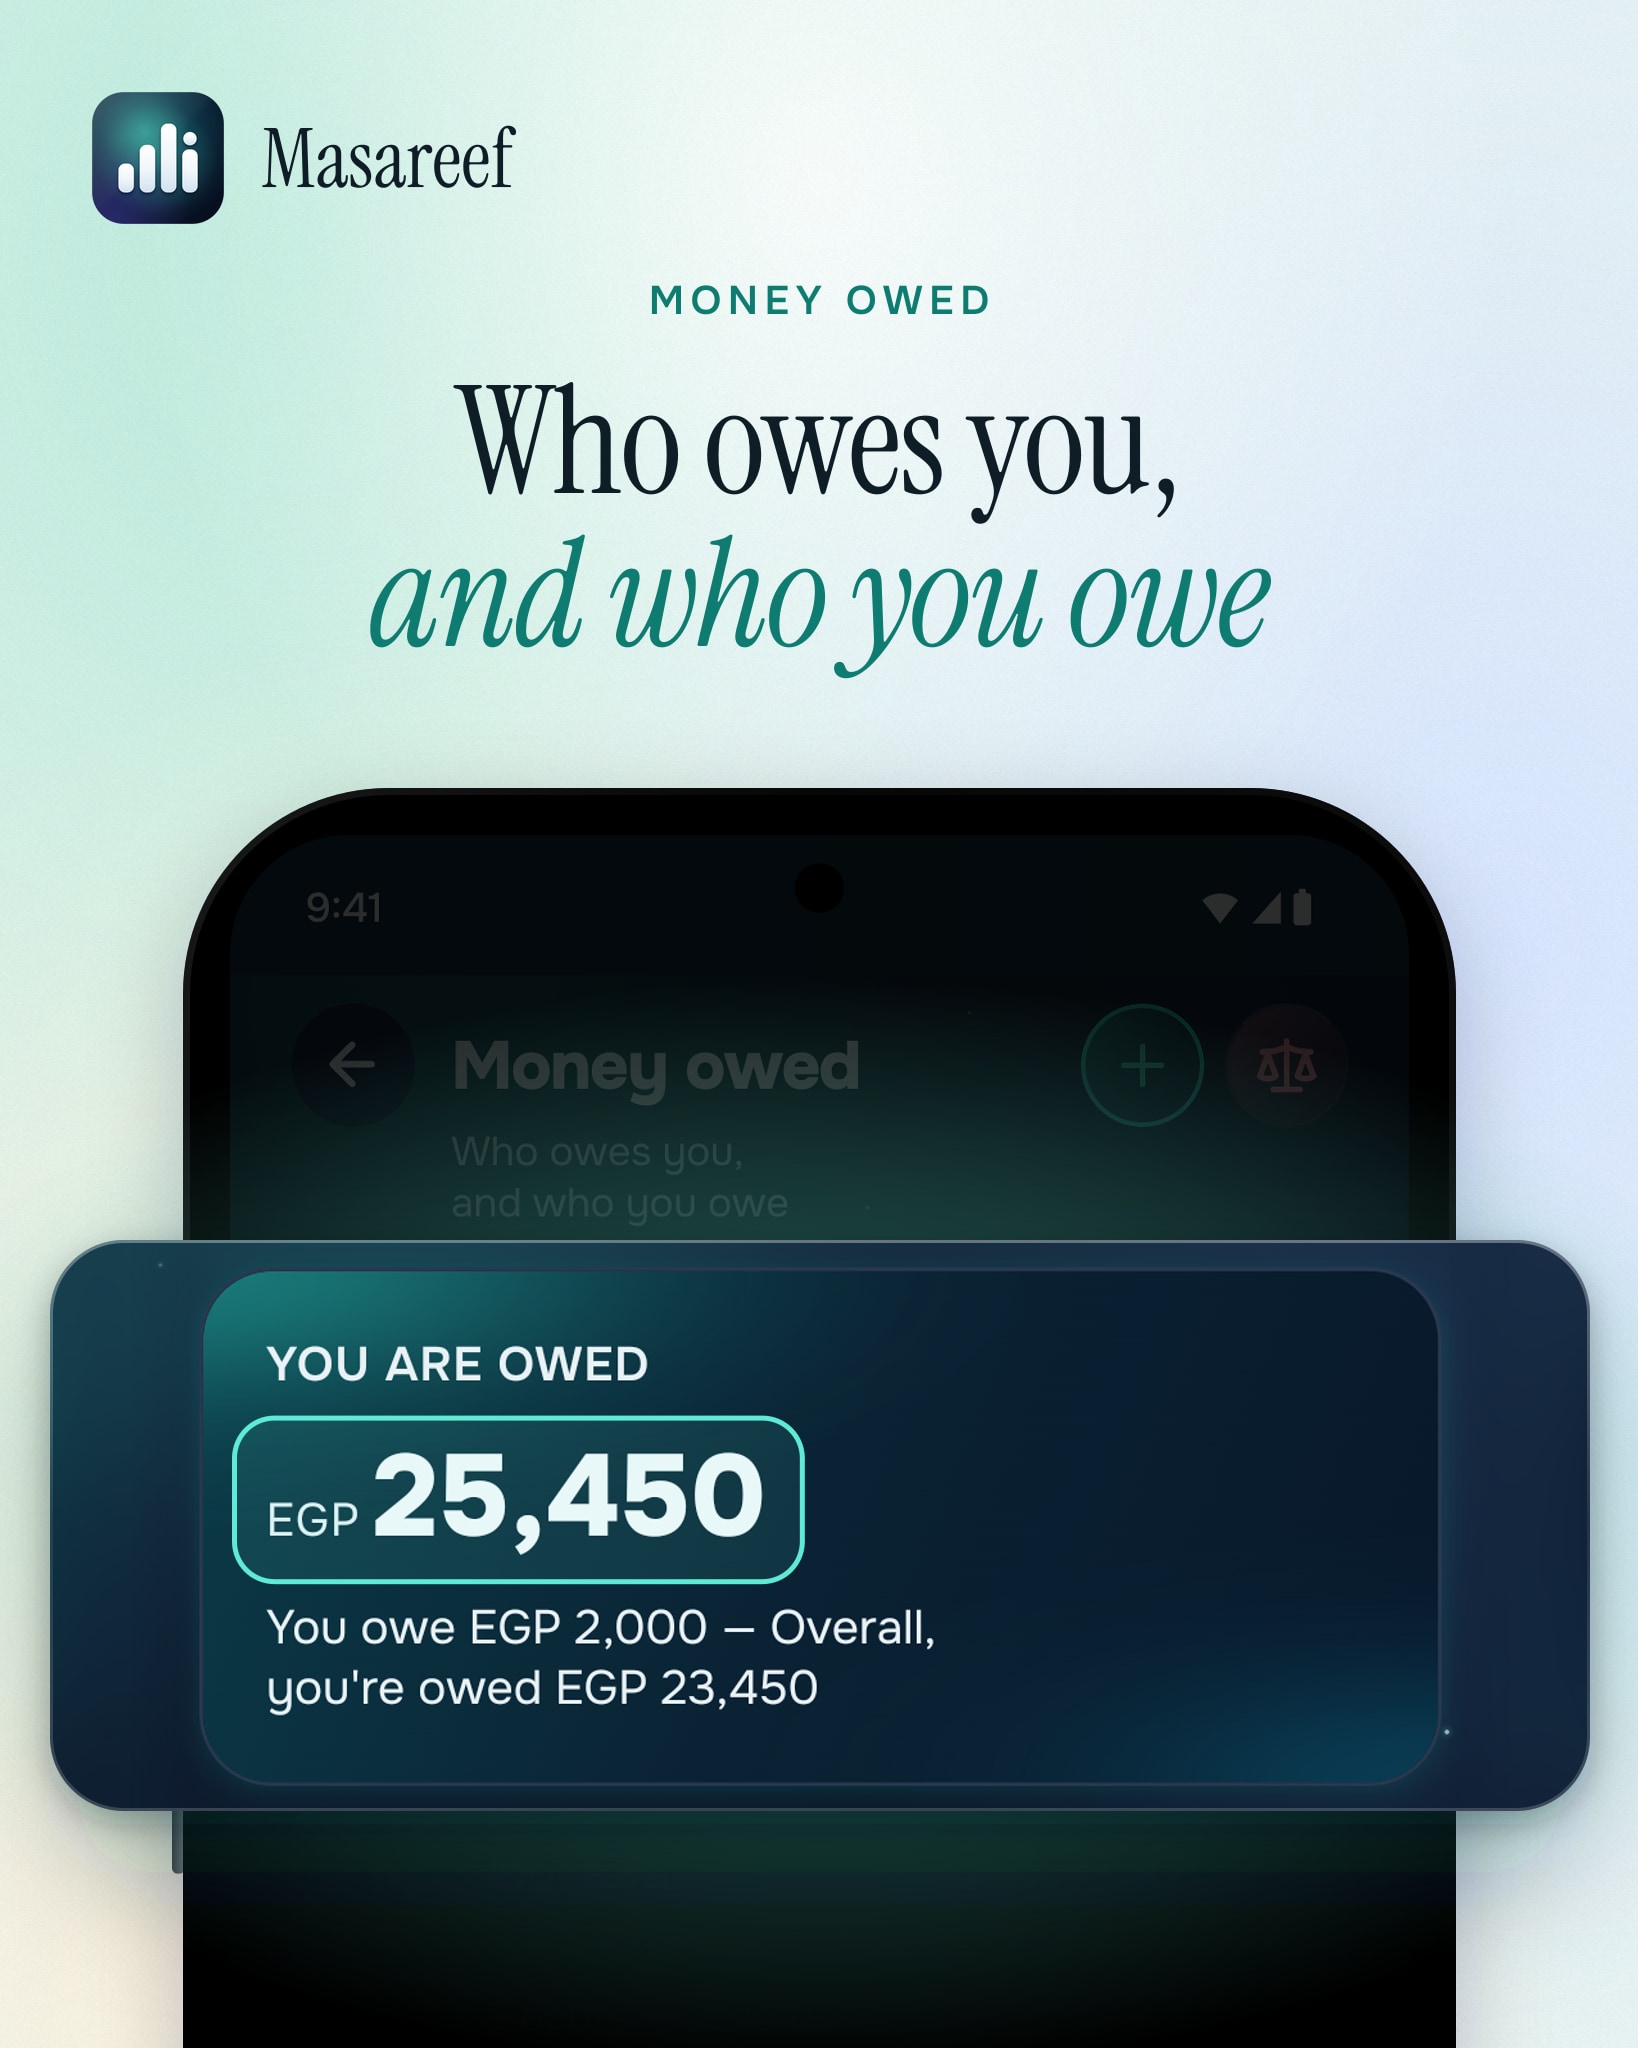 Masareef
MONEY OWED
Who owes you,
and who you owe
9:41
Money owed
Who owes you,
and who you owe
YOU ARE OWED
EGP 25,450
You owe EGP 2,000 — Overall,
you're owed EGP 23,450